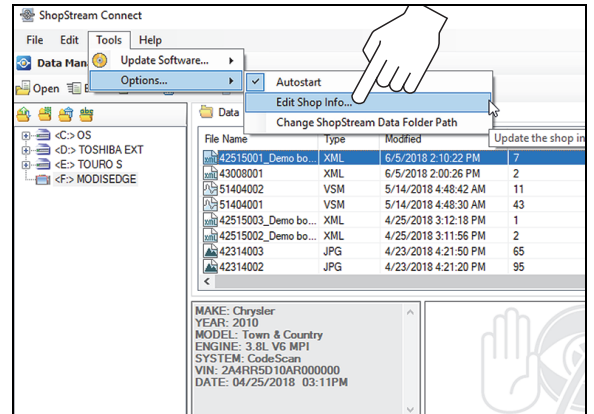 ShopStream Connect
File Edit Tools Help
Data Man
Update Software...
Open
Options...
Autostart
Edit Shop Info...
Change ShopStream Data Folder Path
Update the shop in
<C:> OS
<D:> TOSHIBA EXT
<E:> TOURO S
<F:> MODISEDGE
Data
File Name Type Modified
42515001_Demo bo... XML 6/5/2018 2:10:22 PM 7
43008001 XML 6/5/2018 2:00:26 PM 2
51404002 VSM 5/14/2018 4:48:42 AM 11
51404001 VSM 5/14/2018 4:48:30 AM 43
42515003_Demo bo... XML 4/25/2018 3:12:18 PM 1
42515002_Demo bo... XML 4/25/2018 3:11:56 PM 2
42314003 JPG 4/23/2018 4:21:50 PM 65
42314002 JPG 4/23/2018 4:21:20 PM 95
MAKE: Chrysler
YEAR: 2010
MODEL: Town & Country
ENGINE: 3.8L V6 MPI
SYSTEM: CodeScan
VIN: 2A4RR5D10AR000000
DATE: 04/25/2018 03:11PM